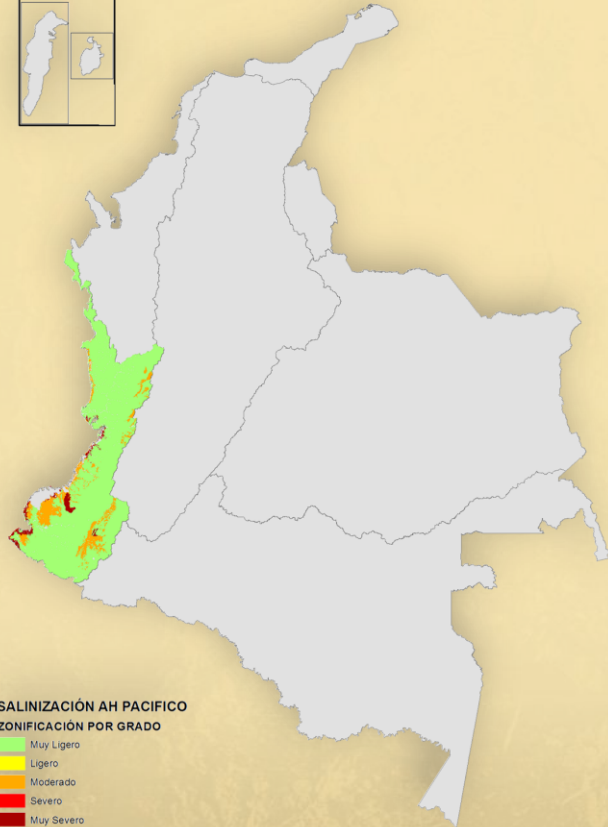 SALINIZACIÓN AH PACIFICO
ZONIFICACIÓN POR GRADO
Muy Ligero
Ligero
Moderado
Severo
Muy Severo